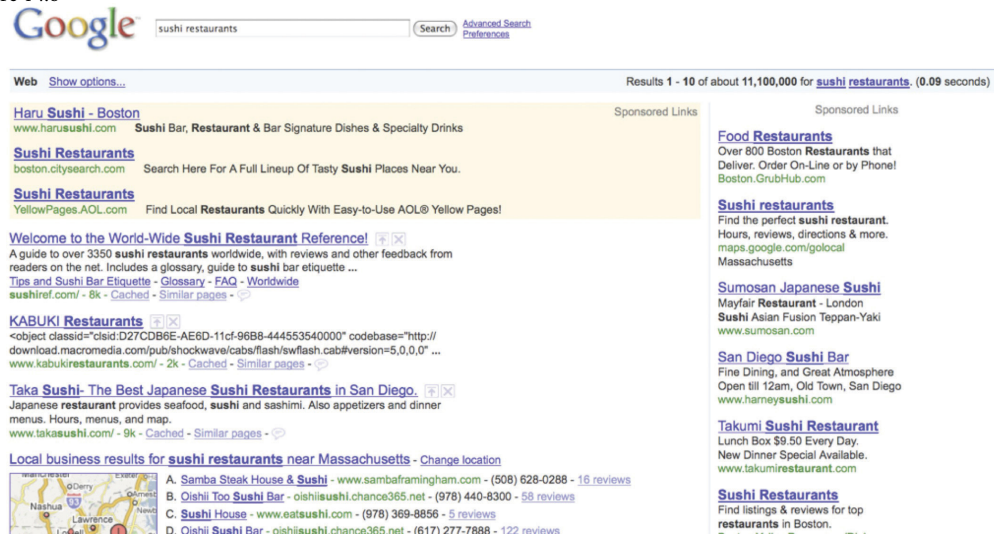 Google
sushi restaurants
Search
Advanced Search
Preferences
Web Show options...
Results 1 - 10 of about 11,100,000 for sushi restaurants. (0.09 seconds)
Sponsored Links
Haru Sushi - Boston
www.harusushi.com Sushi Bar, Restaurant & Bar Signature Dishes & Specialty Drinks
Sushi Restaurants
boston.citysearch.com Search Here For A Full Lineup Of Tasty Sushi Places Near You.
Sushi Restaurants
YellowPages.AOL.com Find Local Restaurants Quickly With Easy-to-Use AOL® Yellow Pages!
Welcome to the World-Wide Sushi Restaurant Reference!
A guide to over 3350 sushi restaurants worldwide, with reviews and other feedback from
readers on the net. Includes a glossary, guide to sushi bar etiquette ...
Tips and Sushi Bar Etiquette - Glossary - FAQ - Worldwide
sushiref.com/ - 8k - Cached - Similar pages -
KABUKI Restaurants
<object classid="clsid:D27CDB6E-AE6D-11cf-96B8-444553540000" codebase="http://
download.macromedia.com/pub/shockwave/cabs/flash/swflash.cab#version=5,0,0,0" ...
www.kabukirestaurants.com/ - 2k - Cached - Similar pages -
Taka Sushi- The Best Japanese Sushi Restaurants in San Diego.
Japanese restaurant provides seafood, sushi and sashimi. Also appetizers and dinner
menus. Hours, menus, and map.
www.takasushi.com/ - 9k - Cached - Similar pages -
Local business results for sushi restaurants near Massachusetts - Change location
Derry
Nashua
93
Lawrence
A. Samba Steak House & Sushi - www.sambaframingham.com - (508) 628-0288 - 16 reviews
B. Oishii Too Sushi Bar - oishiisushi.chance365.net - (978) 440-8300 - 58 reviews
C. Sushi House - www.eatsushi.com - (978) 369-8856 - 5 reviews
D. Oishii Sushi Bar - oishiisushi.chance365.net - (617) 277-7888 - 122 reviews
Sponsored Links
Food Restaurants
Over 800 Boston Restaurants that
Deliver. Order On-Line or by Phone!
Boston.GrubHub.com
Sushi restaurants
Find the perfect sushi restaurant.
Hours, reviews, directions & more.
maps.google.com/golocal
Massachusetts
Sumosan Japanese Sushi
Mayfair Restaurant - London
Sushi Asian Fusion Teppan-Yaki
www.sumosan.com
San Diego Sushi Bar
Fine Dining, and Great Atmosphere
Open till 12am, Old Town, San Diego
www.harneysushi.com
Takumi Sushi Restaurant
Lunch Box $9.50 Every Day.
New Dinner Special Available.
www.takumirestaurant.com
Sushi Restaurants
Find listings & reviews for top
restaurants in Boston.